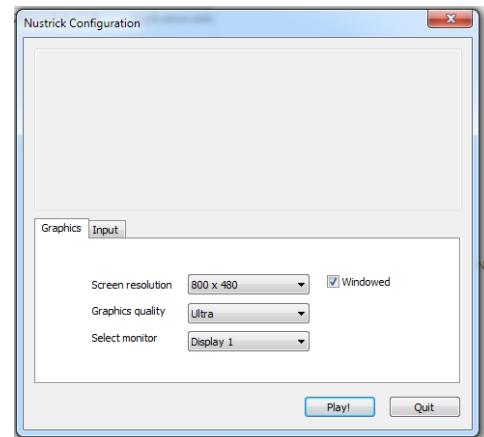 Nustrick Configuration
Graphics Input
Screen resolution 800 x 480 Windowed
Graphics quality Ultra
Select monitor Display 1
Play! Quit